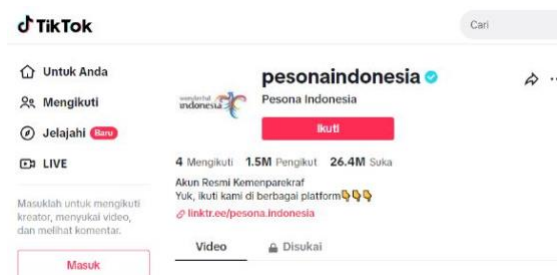 TikTok
Cari
Untuk Anda
Mengikuti
Jelajahi Baru
LIVE
Masuklah untuk mengikuti
kreator, menyukai video,
dan melihat komentar.
Masuk
wonderful
indonesia
pesonaindonesia
Pesona Indonesia
Ikuti
4 Mengikuti 1.5M Pengikut 26.4M Suka
Akun Resmi Kemenparekraf
Yuk, ikuti kami di berbagai platform👇👇👇
linktr.ee/pesona.indonesia
Video Disukai